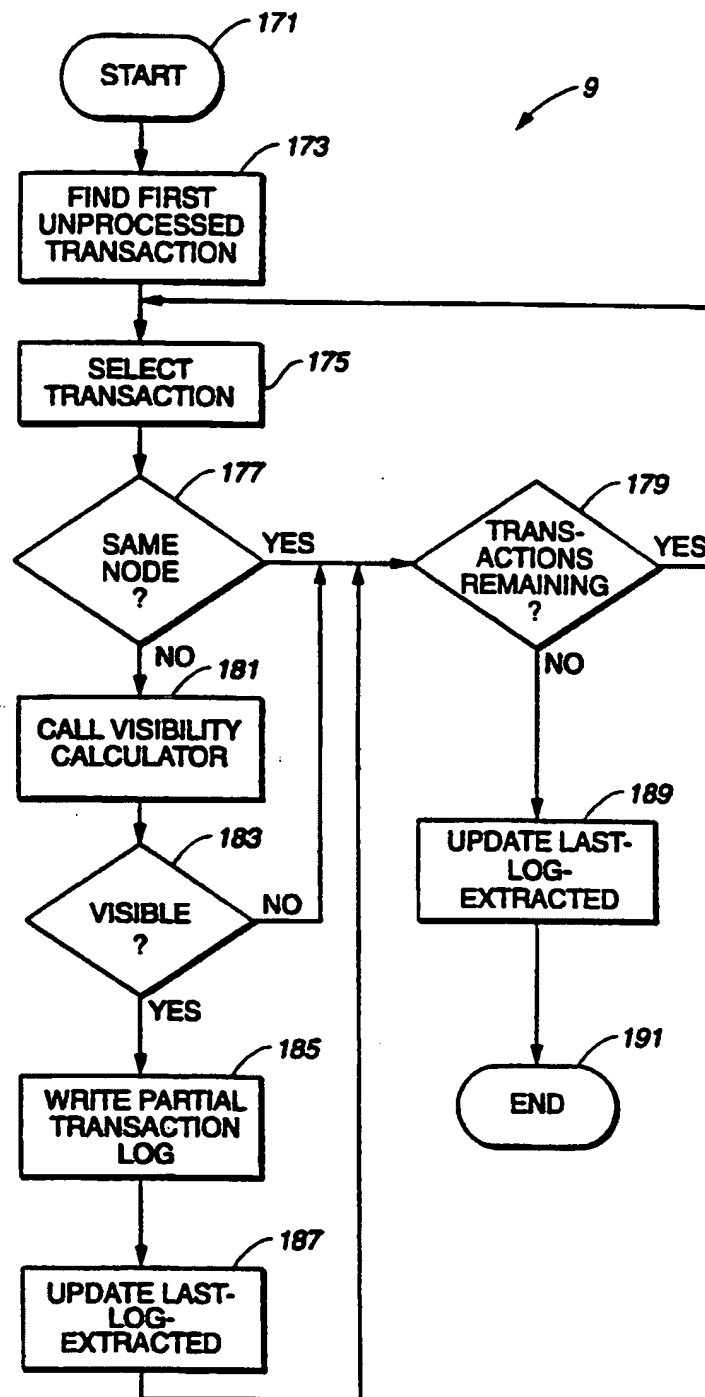 171
START
9
173
FIND FIRST
UNPROCESSED
TRANSACTION
SELECT
TRANSACTION
175
177
SAME
NODE
?
YES
NO
179
TRANS-
ACTIONS
REMAINING
?
YES
NO
181
CALL VISIBILITY
CALCULATOR
183
VISIBLE
?
NO
YES
189
UPDATE LAST-
LOG-
EXTRACTED
185
WRITE PARTIAL
TRANSACTION
LOG
191
END
187
UPDATE LAST-
LOG-
EXTRACTED